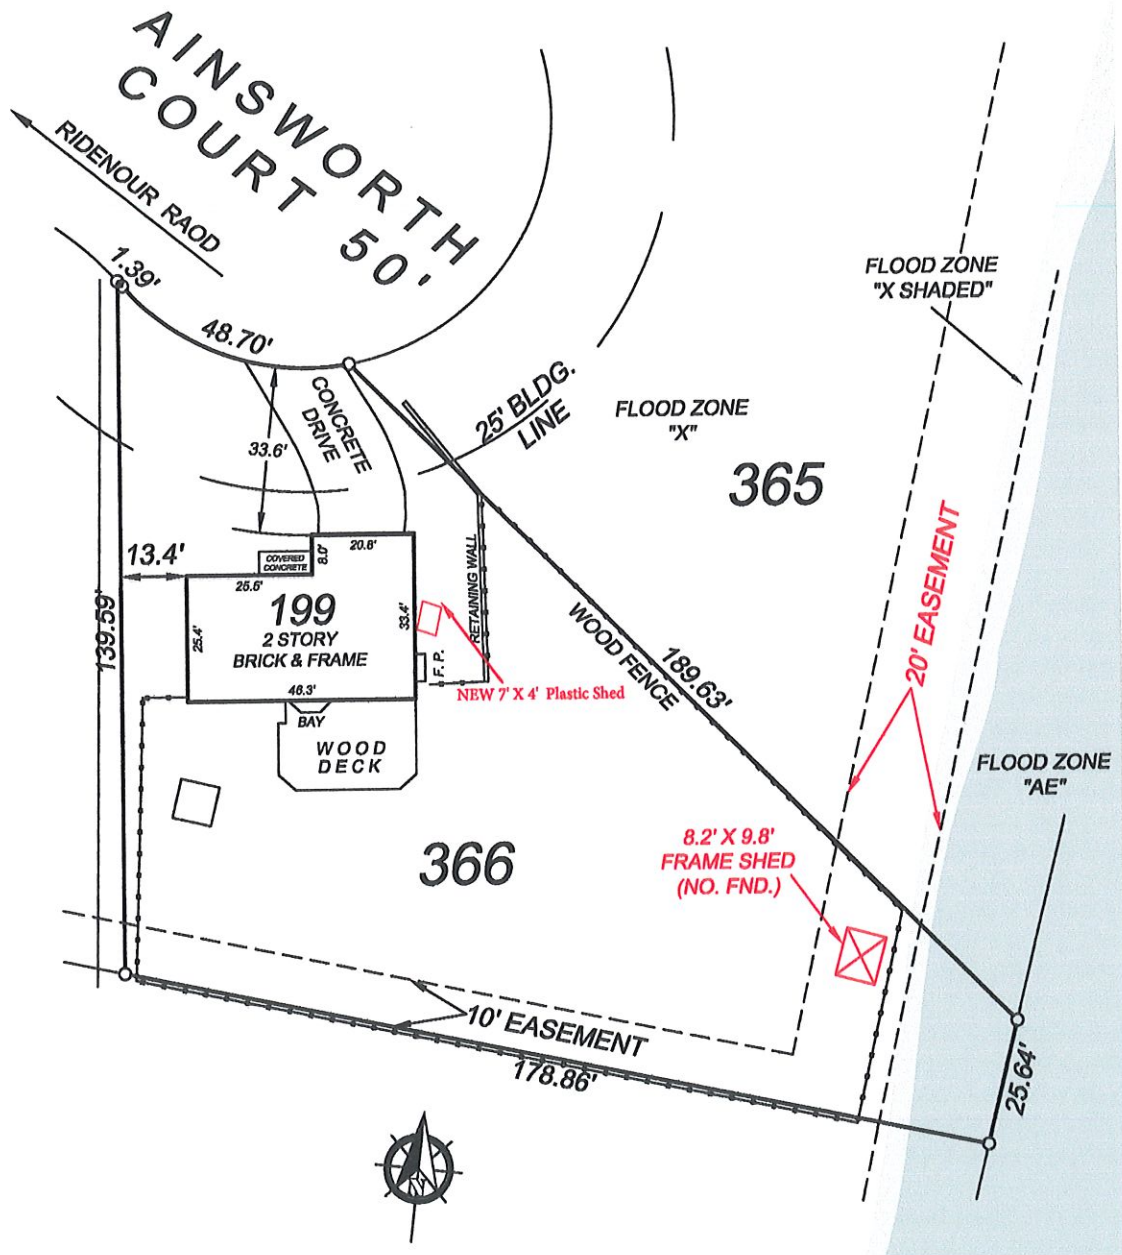 AINSWORTH
COURT 50'
RIDENOUR RAOD
1.39'
48.70'
FLOOD ZONE
"X SHADED"
CONCRETE
DRIVE
33.6'
25' BLDG.
LINE
FLOOD ZONE
"X"
365
13.4'
COVERED
CONCRETE
8.0'
20.8'
25.5'
199
2 STORY
BRICK & FRAME
25.4'
33.4'
46.3'
139.59'
RETAINING WALL
F.P.
NEW 7' X 4' Plastic Shed
WOOD FENCE
189.63'
20' EASEMENT
BAY
WOOD
DECK
FLOOD ZONE
"AE"
366
8.2' X 9.8'
FRAME SHED
(NO. FND.)
10' EASEMENT
178.86'
25.64'
N